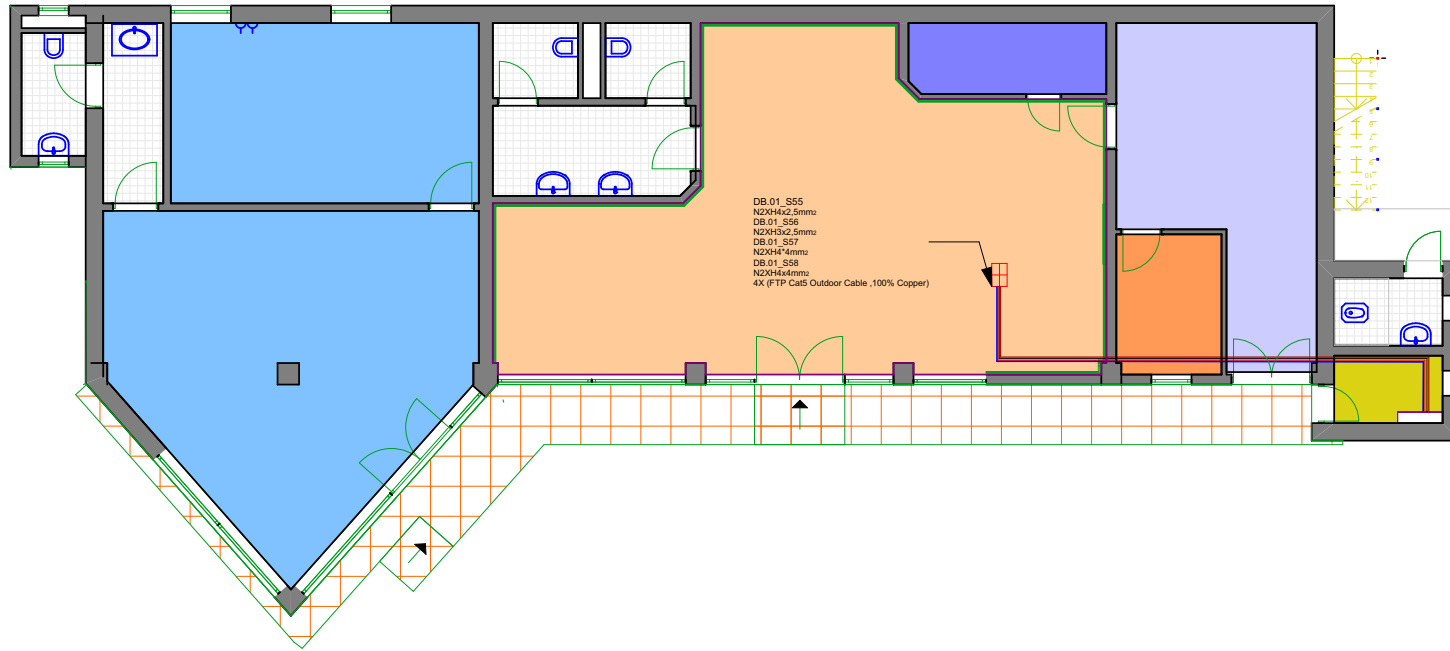 DB.01_S55
N2XH4x2,5mm2
DB.01_S56
N2XH3x2,5mm2
DB.01_S57
N2XH4*4mm2
DB.01_S58
N2XH4x4mm2
4X (FTP Cat5 Outdoor Cable ,100% Copper)